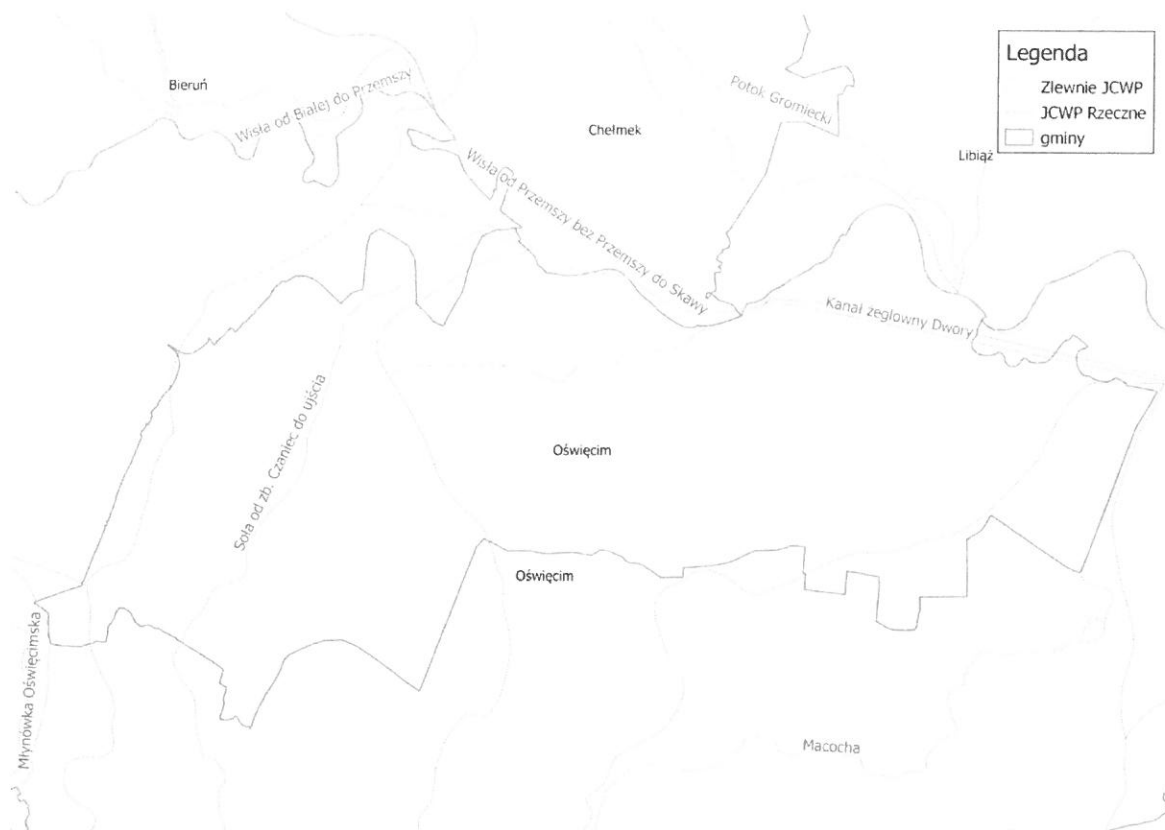 Legenda
Zlewnie JCWP
JCWP Rzeczne
gminy
Bieruń
Wisła od Białej do Przemszy
Chełmek
Potok Gromiecki
Libiąż
Wisła od Przemszy bez Przemszy do Skawy
Kanał żeglowny Dwory
Soła od zb. Czaniec do ujścia
Oświęcim
Oświęcim
Młynówka Oświęcimska
Macocha